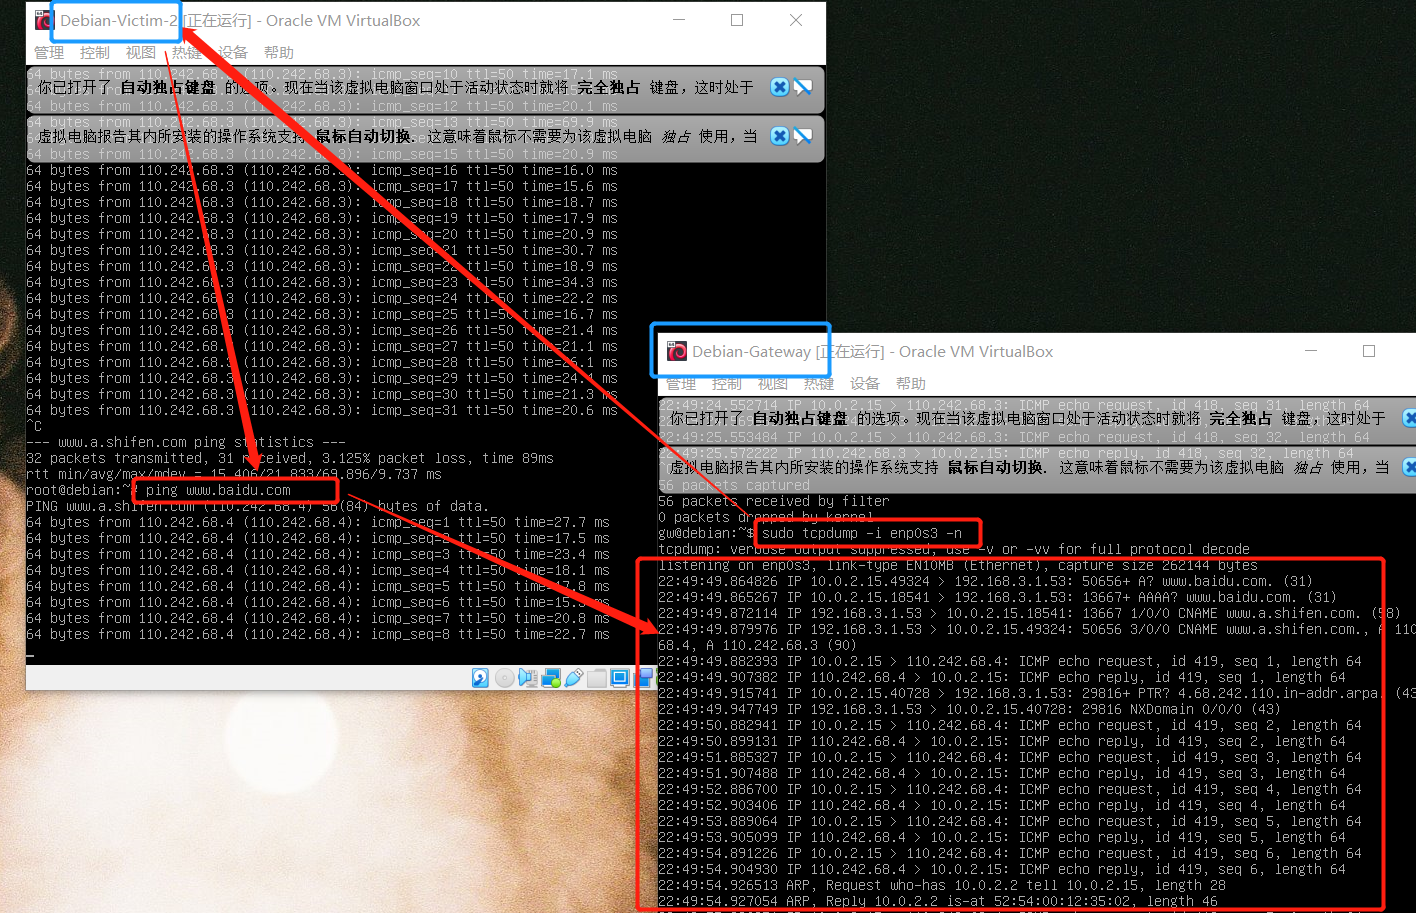 Debian-Victim-2 [正在运行] - Oracle VM VirtualBox
管理 控制 视图 热键 设备 帮助
64 bytes from 110.242.68.3 (110.242.68.3): icmp_seq=10 ttl=50 time=17.1 ms
你已打开了 自动独占键盘 的选项。现在当该虚拟电脑窗口处于活动状态时就将 完全独占 键盘，这时处于
64 bytes from 110.242.68.3 (110.242.68.3): icmp_seq=12 ttl=50 time=20.1 ms
64 bytes from 110.242.68.3 (110.242.68.3): icmp_seq=13 ttl=50 time=69.9 ms
虚拟电脑报告其内所安装的操作系统支持 鼠标自动切换. 这意味着鼠标不需要为该虚拟电脑 独占 使用，当
64 bytes from 110.242.68.3 (110.242.68.3): icmp_seq=15 ttl=50 time=20.9 ms
64 bytes from 110.242.68.3 (110.242.68.3): icmp_seq=16 ttl=50 time=16.0 ms
64 bytes from 110.242.68.3 (110.242.68.3): icmp_seq=17 ttl=50 time=15.6 ms
64 bytes from 110.242.68.3 (110.242.68.3): icmp_seq=18 ttl=50 time=18.7 ms
64 bytes from 110.242.68.3 (110.242.68.3): icmp_seq=19 ttl=50 time=17.9 ms
64 bytes from 110.242.68.3 (110.242.68.3): icmp_seq=20 ttl=50 time=20.9 ms
64 bytes from 110.242.68.3 (110.242.68.3): icmp_seq=21 ttl=50 time=30.7 ms
64 bytes from 110.242.68.3 (110.242.68.3): icmp_seq=22 ttl=50 time=18.9 ms
64 bytes from 110.242.68.3 (110.242.68.3): icmp_seq=23 ttl=50 time=34.3 ms
64 bytes from 110.242.68.3 (110.242.68.3): icmp_seq=24 ttl=50 time=22.2 ms
64 bytes from 110.242.68.3 (110.242.68.3): icmp_seq=25 ttl=50 time=16.7 ms
64 bytes from 110.242.68.3 (110.242.68.3): icmp_seq=26 ttl=50 time=21.4 ms
64 bytes from 110.242.68.3 (110.242.68.3): icmp_seq=27 ttl=50 time=21.1 ms
64 bytes from 110.242.68.3 (110.242.68.3): icmp_seq=28 ttl=50 ms
64 bytes from 110.242.68.3 (110.242.68.3): icmp_seq=29 ttl=50 time=24.4 ms
64 bytes from 110.242.68.3 (110.242.68.3): icmp_seq=30 ttl=50 time=21.3 ms
64 bytes from 110.242.68.3 (110.242.68.3): icmp_seq=31 ttl=50 time=20.6 ms
^C
--- www.a.shifen.com ping statistics ---
32 packets transmitted, 31 received, 3.125% packet loss, time 89ms
rtt min/avg/max/mdev = 15.406/21.833/69.896/9.737 ms
root@debian:~# ping www.baidu.com
PING www.a.shifen.com (110.242.68.4) 56(84) bytes of data.
64 bytes from 110.242.68.4 (110.242.68.4): icmp_seq=1 ttl=50 time=27.7 ms
64 bytes from 110.242.68.4 (110.242.68.4): icmp_seq=2 ttl=50 time=17.5 ms
64 bytes from 110.242.68.4 (110.242.68.4): icmp_seq=3 ttl=50 time=23.4 ms
64 bytes from 110.242.68.4 (110.242.68.4): icmp_seq=4 ttl=50 time=18.1 ms
64 bytes from 110.242.68.4 (110.242.68.4): icmp_seq=5 ttl=50 ms
64 bytes from 110.242.68.4 (110.242.68.4): icmp_seq=6 ttl=50 ms
64 bytes from 110.242.68.4 (110.242.68.4): icmp_seq=7 ttl=50 time=20.8 ms
64 bytes from 110.242.68.4 (110.242.68.4): icmp_seq=8 ttl=50 time=22.7 ms
Debian-Gateway [正在运行] - Oracle VM VirtualBox
管理 控制 视图 热键 设备 帮助
22:49:24.552714 IP 10.0.2.15 > 110.242.68.3: ICMP echo request, id 418, seq 31, length 64
你已打开了 自动独占键盘 的选项。现在当该虚拟电脑窗口处于活动状态时就将 完全独占 键盘，这时处于
22:49:25.553484 IP 10.0.2.15 > 110.242.68.3: ICMP echo request, id 418, seq 32, length 64
虚拟电脑报告其内所安装的操作系统支持 鼠标自动切换. 这意味着鼠标不需要为该虚拟电脑 独占 使用，当
56 packets captured
56 packets received by filter
0 packets dropped by kernel
gw@debian:~$ sudo tcpdump -i enp0s3 -n
tcpdump: verbose output suppressed, use -v or -vv for full protocol decode
listening on enp0s3, link-type EN10MB (Ethernet), capture size 262144 bytes
22:49:49.864826 IP 10.0.2.15.49324 > 192.168.3.1.53: 50656+ A? www.baidu.com. (31)
22:49:49.865267 IP 10.0.2.15.18541 > 192.168.3.1.53: 13667+ AAAA? www.baidu.com. (31)
22:49:49.872114 IP 192.168.3.1.53 > 10.0.2.15.18541: 13667 1/0/0 CNAME www.a.shifen.com. (58)
22:49:49.879976 IP 192.168.3.1.53 > 10.0.2.15.49324: 50656 3/0/0 CNAME www.a.shifen.com., A 110
68.4, A 110.242.68.3 (90)
22:49:49.882393 IP 10.0.2.15 > 110.242.68.4: ICMP echo request, id 419, seq 1, length 64
22:49:49.907382 IP 110.242.68.4 > 10.0.2.15: ICMP echo reply, id 419, seq 1, length 64
22:49:49.915741 IP 10.0.2.15.40728 > 192.168.3.1.53: 29816+ PTR? 4.68.242.110.in-addr.arpa. (43
22:49:49.947749 IP 192.168.3.1.53 > 10.0.2.15.40728: 29816 NXDomain 0/0/0 (43)
22:49:50.882941 IP 10.0.2.15 > 110.242.68.4: ICMP echo request, id 419, seq 2, length 64
22:49:50.899131 IP 110.242.68.4 > 10.0.2.15: ICMP echo reply, id 419, seq 2, length 64
22:49:51.885327 IP 10.0.2.15 > 110.242.68.4: ICMP echo request, id 419, seq 3, length 64
22:49:51.907488 IP 110.242.68.4 > 10.0.2.15: ICMP echo reply, id 419, seq 3, length 64
22:49:52.886700 IP 10.0.2.15 > 110.242.68.4: ICMP echo request, id 419, seq 4, length 64
22:49:52.903406 IP 110.242.68.4 > 10.0.2.15: ICMP echo reply, id 419, seq 4, length 64
22:49:53.889064 IP 10.0.2.15 > 110.242.68.4: ICMP echo request, id 419, seq 5, length 64
22:49:53.905099 IP 110.242.68.4 > 10.0.2.15: ICMP echo reply, id 419, seq 5, length 64
22:49:54.891226 IP 10.0.2.15 > 110.242.68.4: ICMP echo request, id 419, seq 6, length 64
22:49:54.904930 IP 110.242.68.4 > 10.0.2.15: ICMP echo reply, id 419, seq 6, length 64
22:49:54.926513 ARP, Request who-has 10.0.2.2 tell 10.0.2.15, length 28
22:49:54.927054 ARP, Reply 10.0.2.2 is-at 52:54:00:12:35:02, length 46